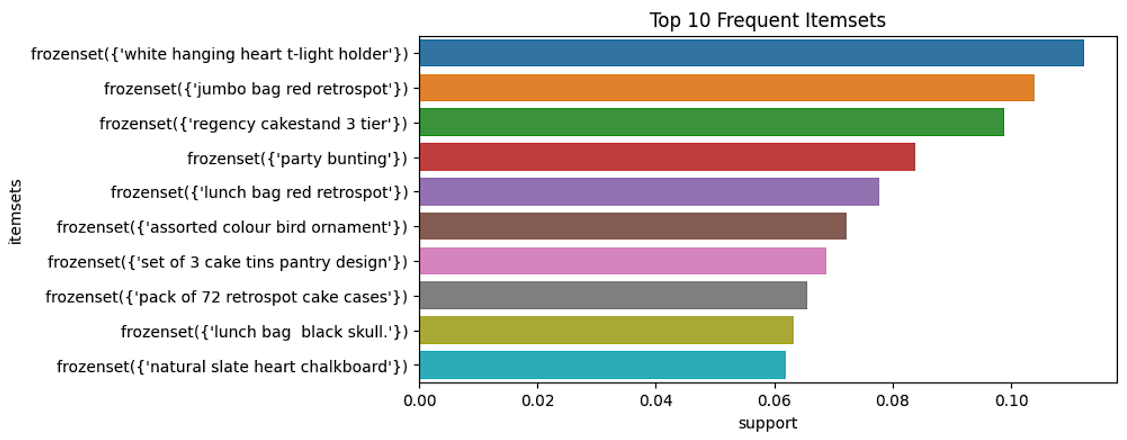 Top 10 Frequent Itemsets
frozenset({'white hanging heart t-light holder'})
frozenset({'jumbo bag red retrospot'})
frozenset({'regency cakestand 3 tier'})
frozenset({'party bunting'})
frozenset({'lunch bag red retrospot'})
frozenset({'assorted colour bird ornament'})
frozenset({'set of 3 cake tins pantry design'})
frozenset({'pack of 72 retrospot cake cases'})
frozenset({'lunch bag  black skull.'})
frozenset({'natural slate heart chalkboard'})
itemsets
0.00 0.02 0.04 0.06 0.08 0.10
support